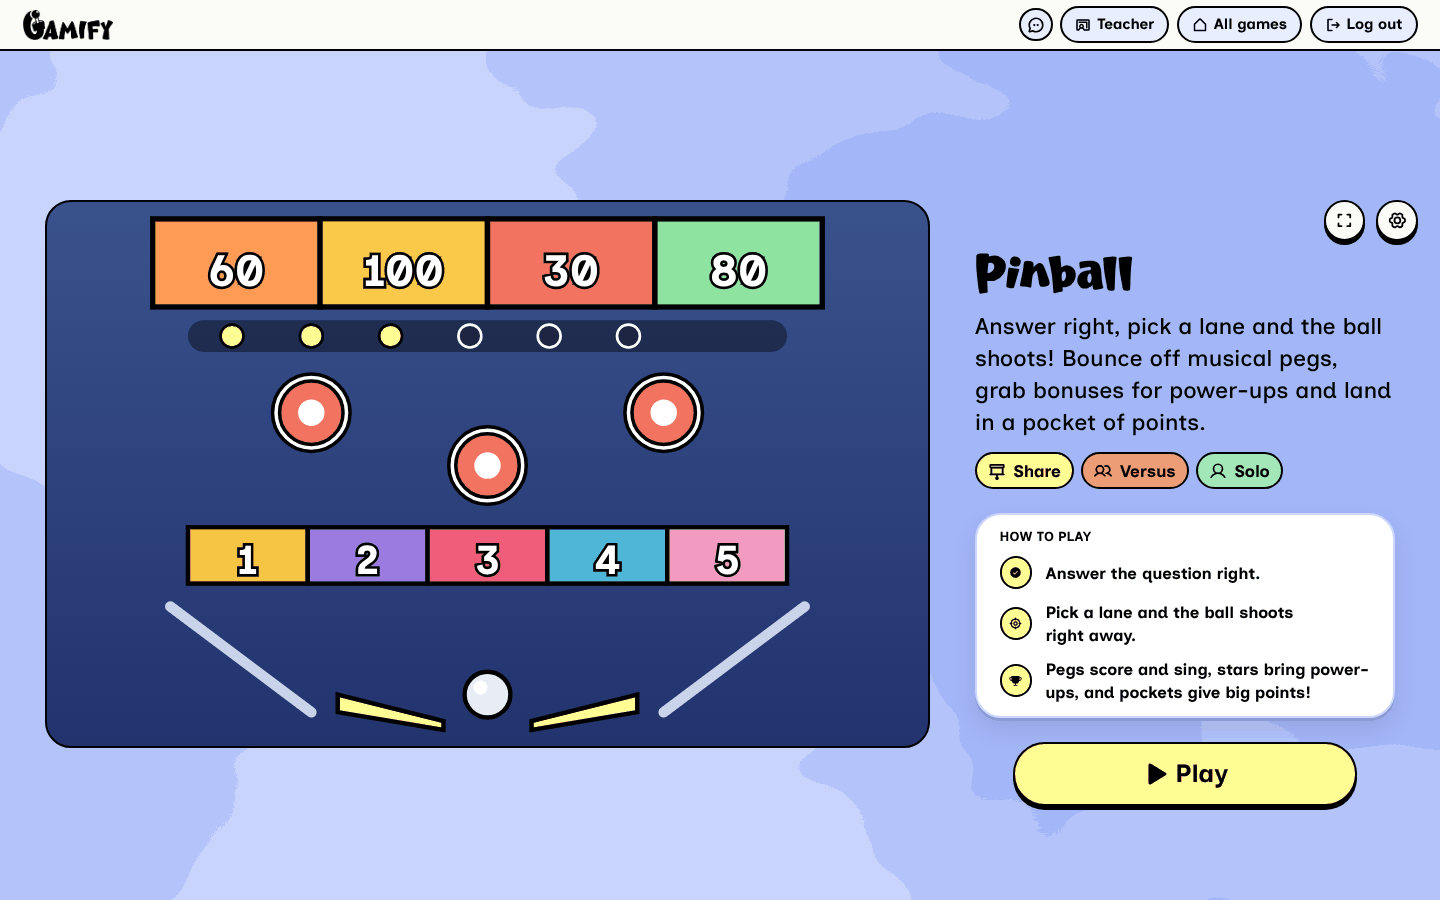 GAMIFY
Teacher
All games
Log out
60
100
30
80
1
2
3
4
5
Pinball
Answer right, pick a lane and the ball
shoots! Bounce off musical pegs,
grab bonuses for power-ups and land
in a pocket of points.
Share
Versus
Solo
HOW TO PLAY
Answer the question right.
Pick a lane and the ball shoots
right away.
Pegs score and sing, stars bring power-
ups, and pockets give big points!
Play